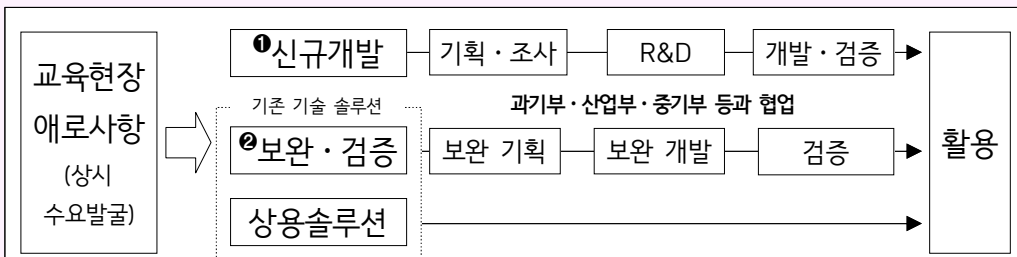 교육현장
애로사항
(상시
수요발굴)
❶신규개발
기획·조사
R&D
개발·검증
기존 기술 솔루션
과기부·산업부·중기부 등과 협업
❷보완·검증
보완 기획
보완 개발
검증
상용솔루션
활용